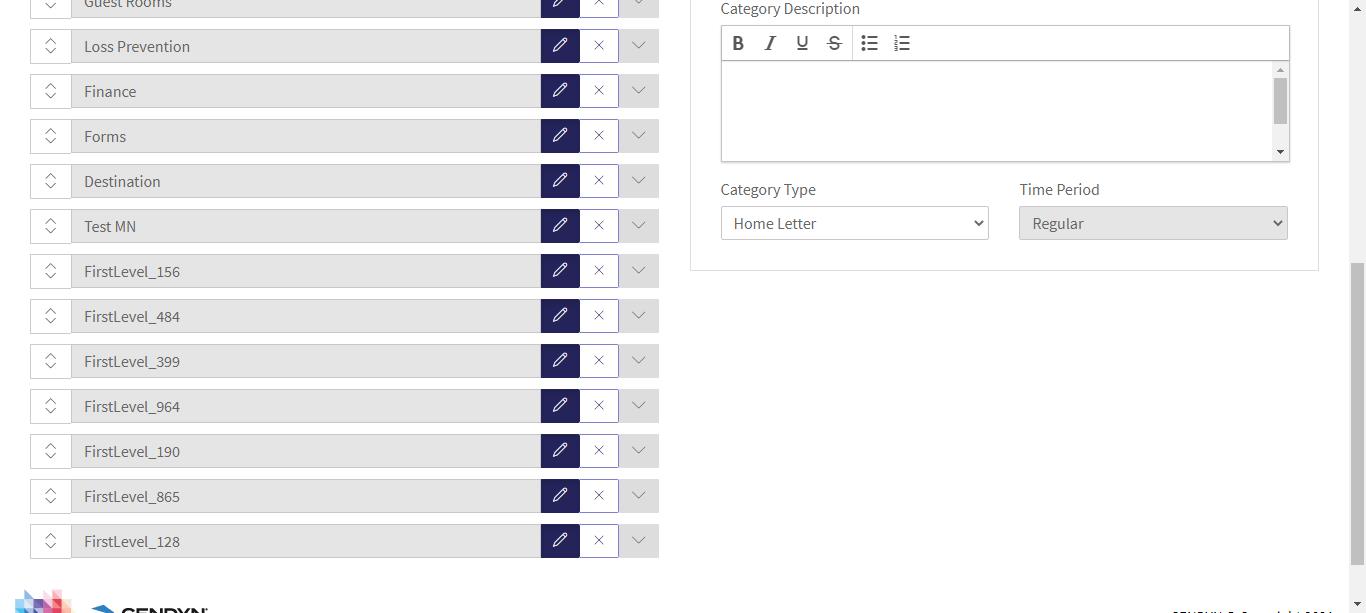 Guest Rooms
Loss Prevention
Finance
Forms
Destination
Test MN
FirstLevel_156
FirstLevel_484
FirstLevel_399
FirstLevel_964
FirstLevel_190
FirstLevel_865
FirstLevel_128
Category Description
B I U S
Category Type
Time Period
Home Letter
Regular
CENDYN